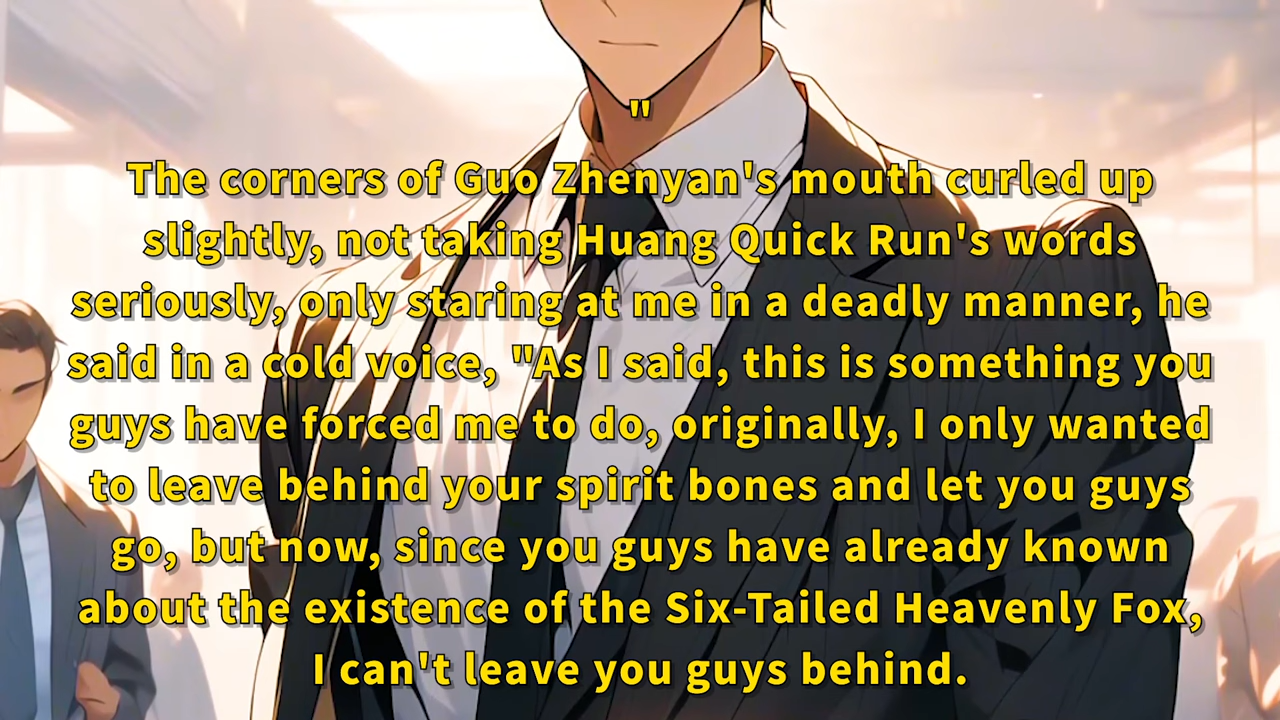 "
The corners of Guo Zhenyan's mouth curled up
slightly, not taking Huang Quick Run's words
seriously, only staring at me in a deadly manner, he
said in a cold voice, "As I said, this is something you
guys have forced me to do, originally, I only wanted
to leave behind your spirit bones and let you guys
go, but now, since you guys have already known
about the existence of the Six-Tailed Heavenly Fox,
I can't leave you guys behind.